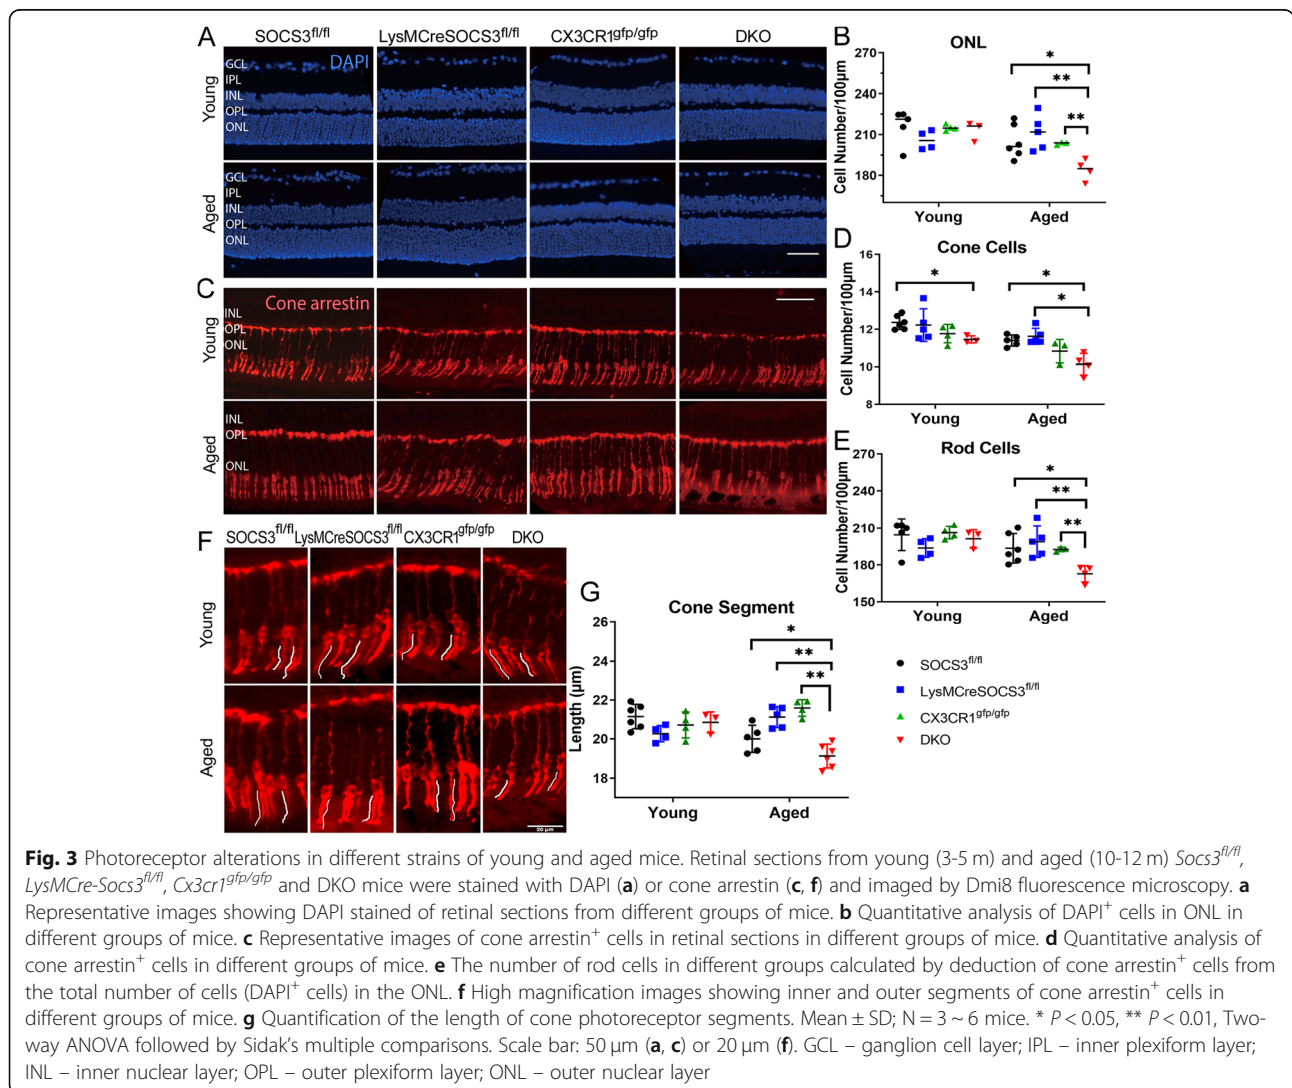 A
SOCS3fl/fl
LysMCreSOCS3fl/fl
CX3CR1gfp/gfp
DKO
Young
GCL
DAPI
IPL
INL
OPL
ONL
Aged
GCL
IPL
INL
OPL
ONL
B
ONL
Cell Number/100μm
270
240
210
180
*
**
**
Young
Aged
C
Cone arrestin
Young
INL
OPL
ONL
Aged
INL
OPL
ONL
D
Cone Cells
Cell Number/100μm
16
14
12
10
8
*
*
*
Young
Aged
E
Rod Cells
Cell Number/100μm
270
240
210
180
150
*
**
**
Young
Aged
F
SOCS3fl/fl
LysMCreSOCS3fl/fl
CX3CR1gfp/gfp
DKO
Young
Aged
20 μm
G
Cone Segment
Length (μm)
26
24
22
20
18
*
**
**
Young
Aged
SOCS3fl/fl
LysMCreSOCS3fl/fl
CX3CR1gfp/gfp
DKO
Fig. 3 Photoreceptor alterations in different strains of young and aged mice. Retinal sections from young (3-5 m) and aged (10-12 m) Socs3fl/fl,
LysMCre-Socs3fl/fl, Cx3cr1gfp/gfp and DKO mice were stained with DAPI (a) or cone arrestin (c, f) and imaged by Dmi8 fluorescence microscopy. a
Representative images showing DAPI stained of retinal sections from different groups of mice. b Quantitative analysis of DAPI+ cells in ONL in
different groups of mice. c Representative images of cone arrestin+ cells in retinal sections in different groups of mice. d Quantitative analysis of
cone arrestin+ cells in different groups of mice. e The number of rod cells in different groups calculated by deduction of cone arrestin+ cells from
the total number of cells (DAPI+ cells) in the ONL. f High magnification images showing inner and outer segments of cone arrestin+ cells in
different groups of mice. g Quantification of the length of cone photoreceptor segments. Mean ± SD; N = 3 ~ 6 mice. * P < 0.05, ** P < 0.01, Two-
way ANOVA followed by Sidak's multiple comparisons. Scale bar: 50 μm (a, c) or 20 μm (f). GCL – ganglion cell layer; IPL – inner plexiform layer;
INL – inner nuclear layer; OPL – outer plexiform layer; ONL – outer nuclear layer